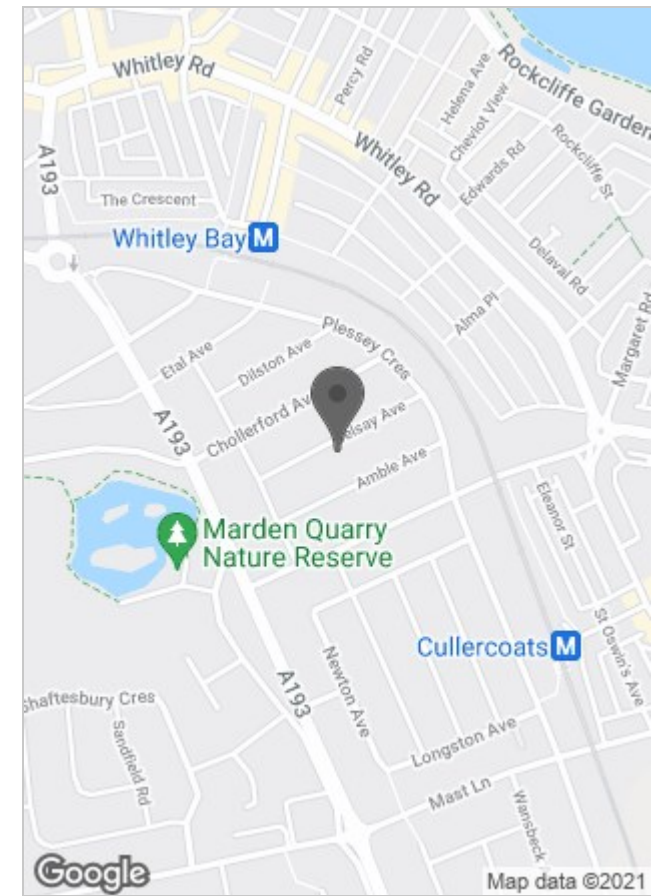 Whitley Rd
Percy Rd
Helena Ave
Cheviot View
Rockcliffe Garden
A193
Whitley Rd
Edwards Rd
Rockcliffe St
The Crescent
Whitley Bay M
Delaval Rd
Alma Pl
Margaret Rd
Plessey Cres
Etal Ave
Dilston Ave
Chollerford Av
elsay Ave
A193
Amble Ave
Marden Quarry
Nature Reserve
Eleanor St
Cullercoats M
St Oswin's Ave
Newton Ave
A193
Shaftesbury Cres
Sandfield Rd
Longston Ave
Mast Ln
Wansbeck
Google
Map data ©2021